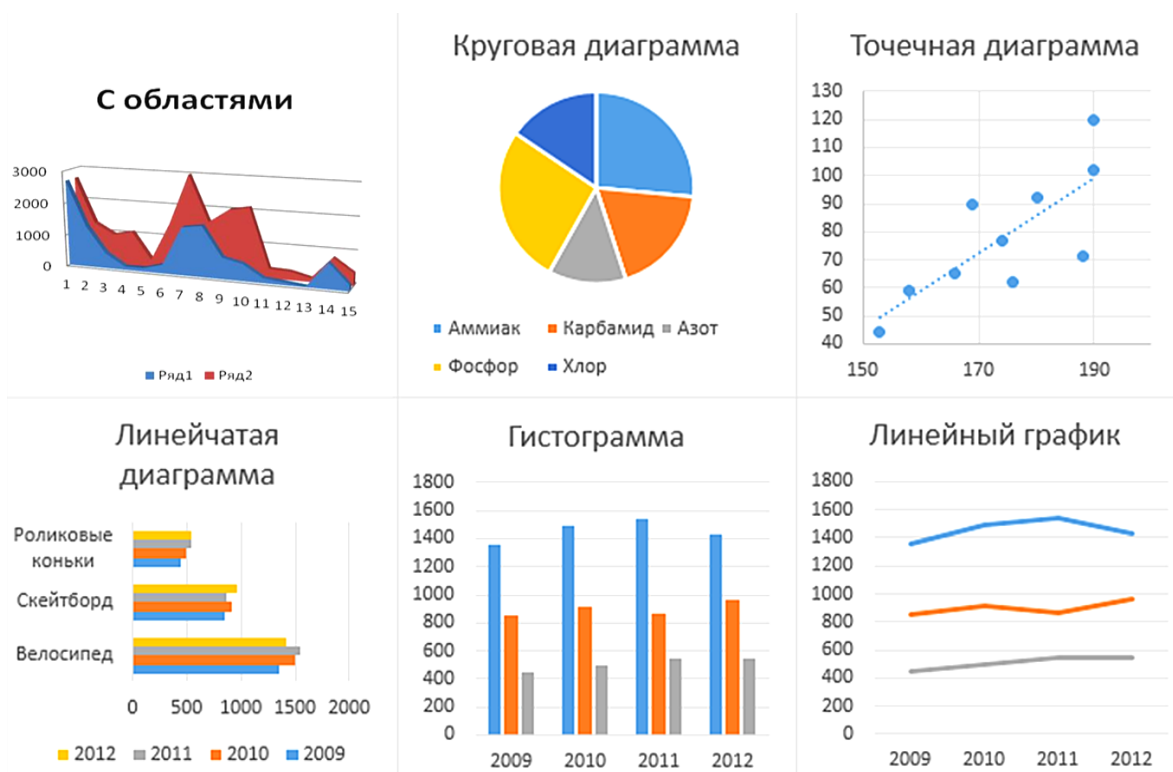 С областями
3000
2000
1000
0
1 2 3 4 5 6 7 8 9 10 11 12 13 14 15
Ряд1 Ряд2
Круговая диаграмма
Аммиак Карбамид Азот
Фосфор Хлор
Точечная диаграмма
130
120
110
100
90
80
70
60
50
40
150 170 190
Линейчатая
диаграмма
Роликовые
коньки
Скейтборд
Велосипед
0 500 1000 1500 2000
2012 2011 2010 2009
Гистограмма
1800
1600
1400
1200
1000
800
600
400
200
0
2009 2010 2011 2012
Линейный график
1800
1600
1400
1200
1000
800
600
400
200
0
2009 2010 2011 2012